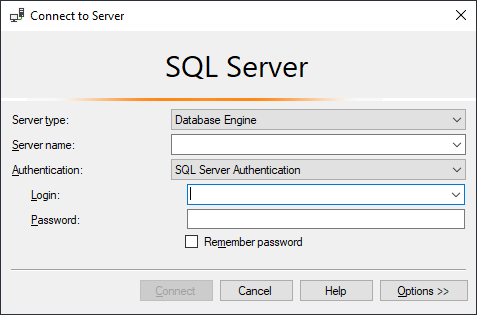 Connect to Server
SQL Server
Server type: Database Engine
Server name:
Authentication: SQL Server Authentication
Login:
Password:
Remember password
Connect Cancel Help Options >>